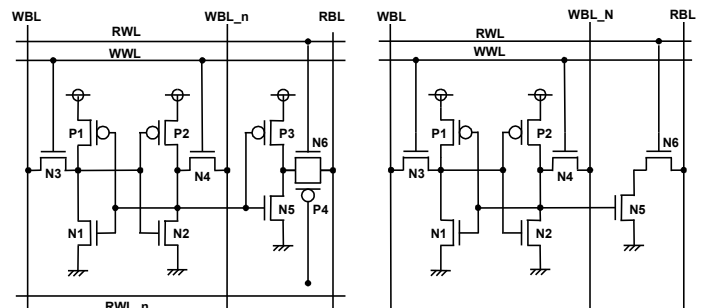 WBL WBL_n RBL
RWL
WWL
P1 P2 P3
N6
N3 N4
N1 N2 N5
P4
RWL_n
WBL WBL_N RBL
RWL
WWL
P1 P2 N6
N3 N4
N1 N2 N5